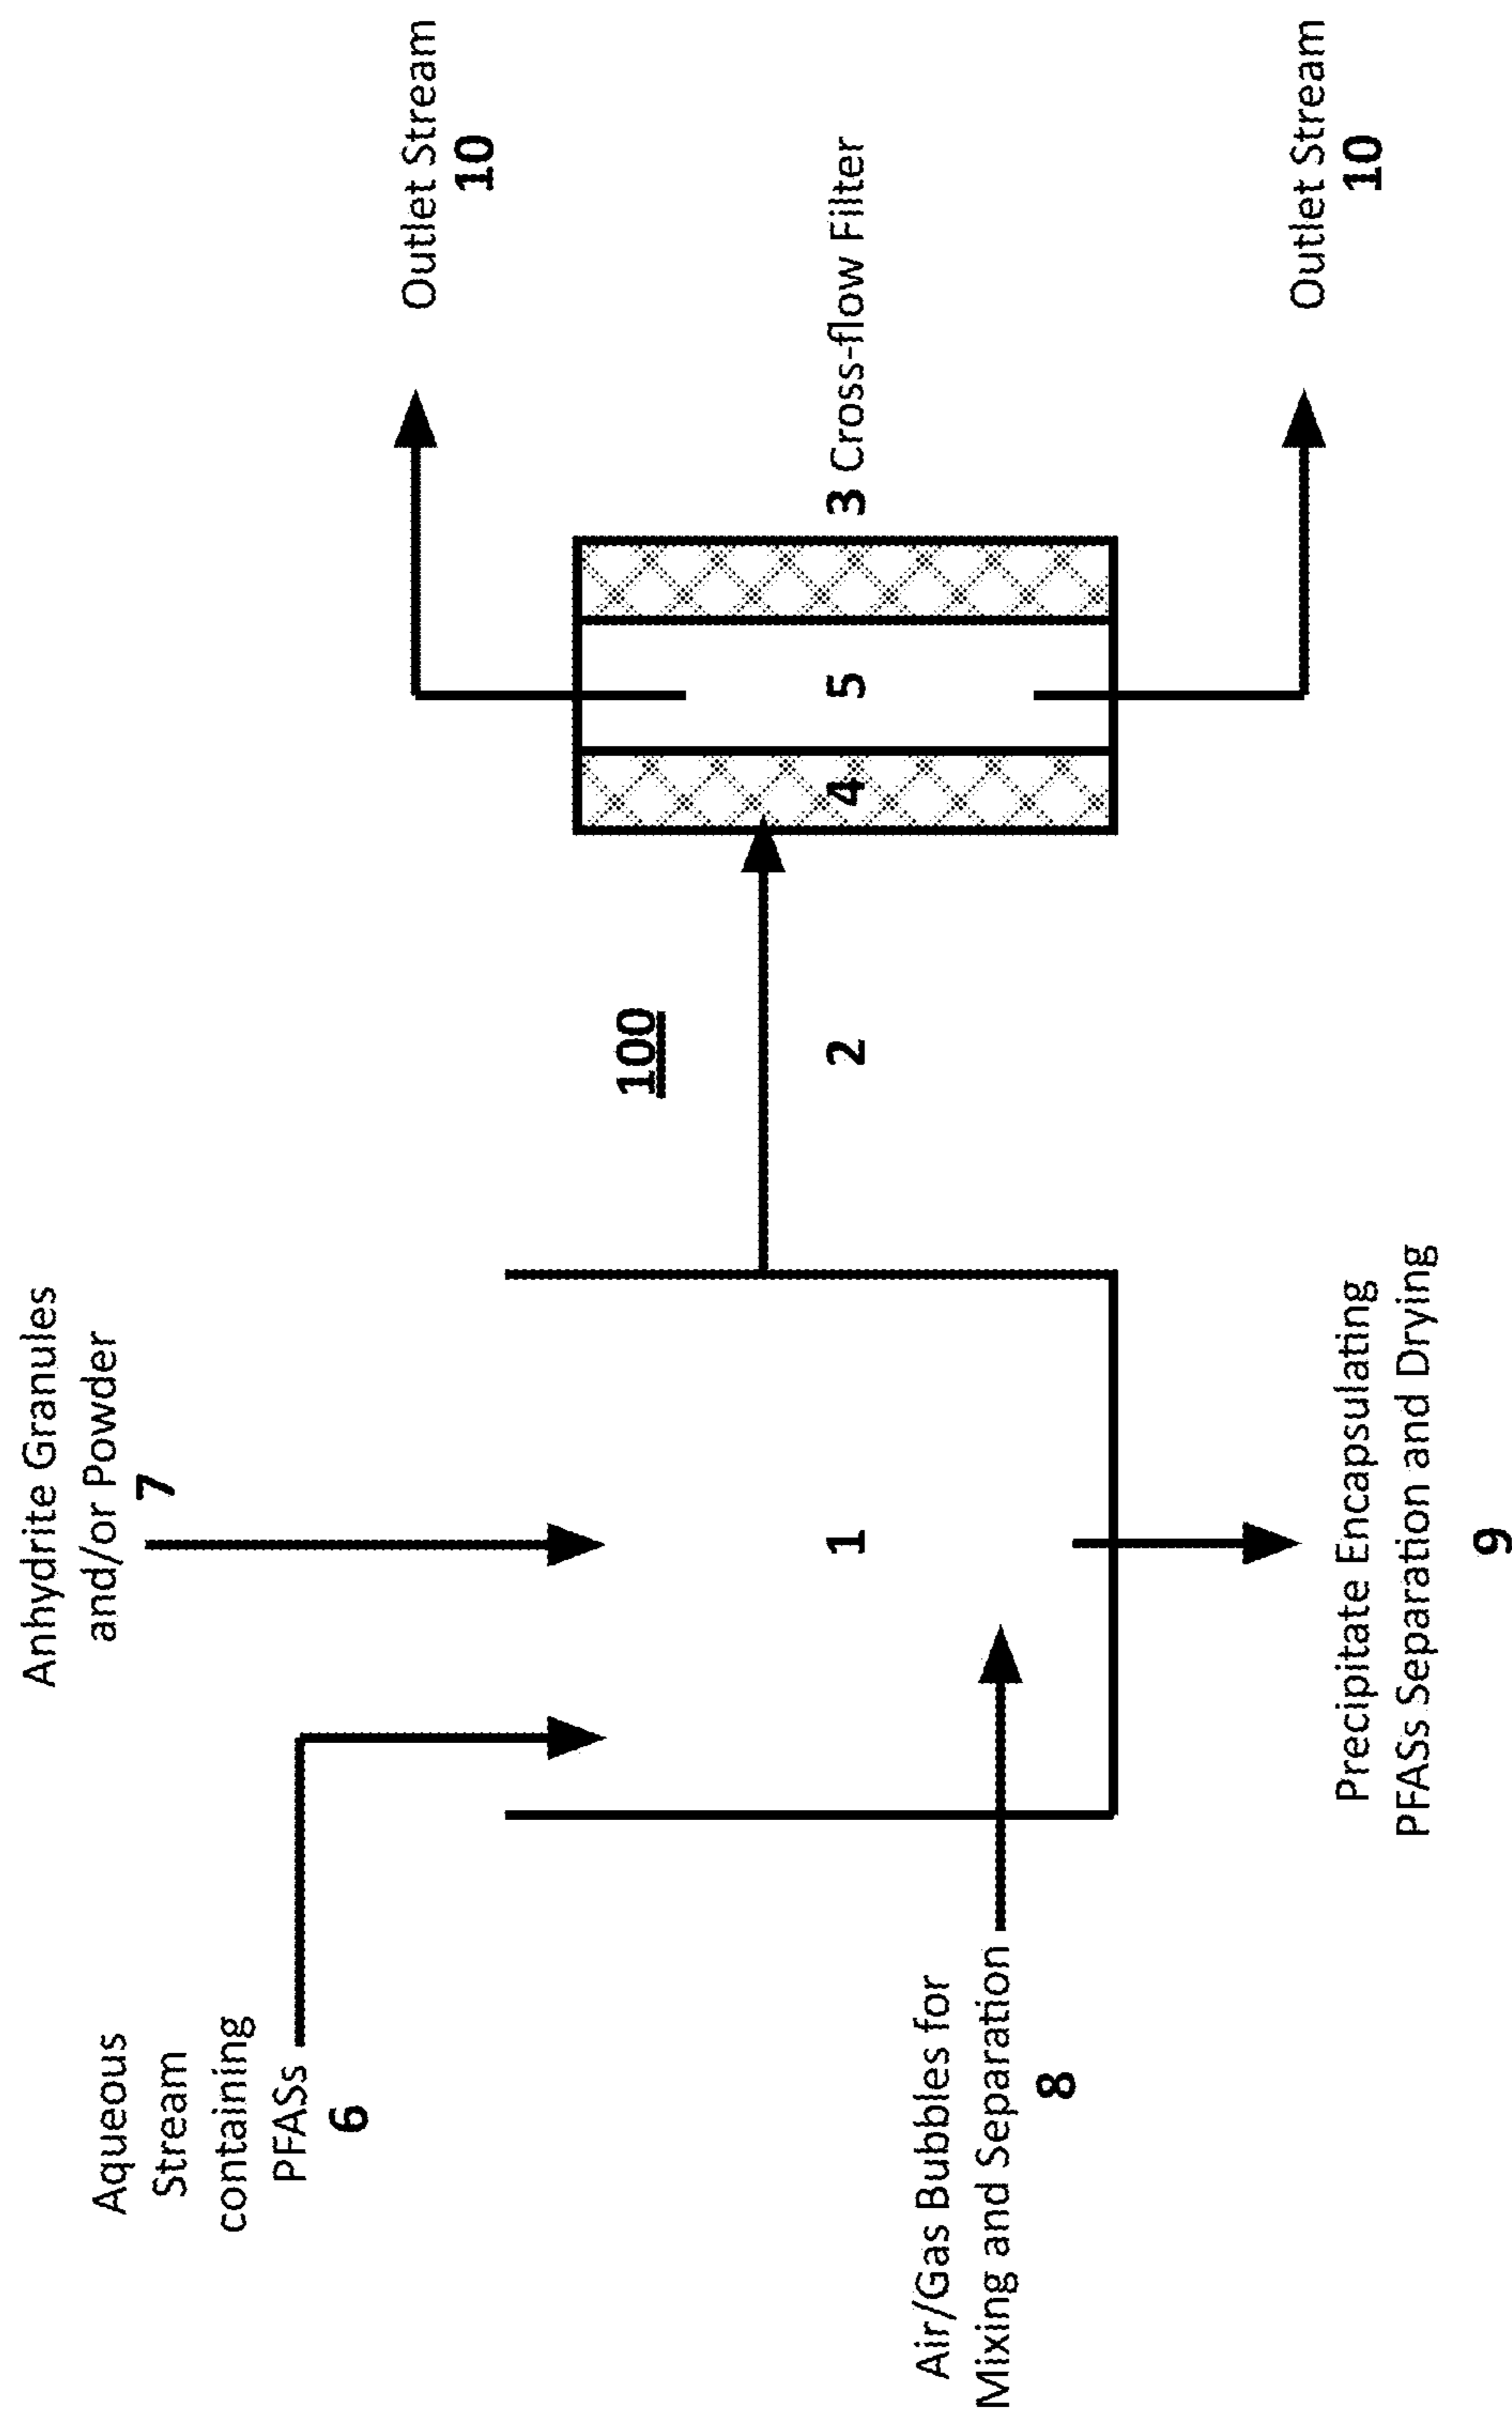 Anhydrite Granules
and/or Powder
7
Aqueous
Stream
containing
PFASs
6
Air/Gas Bubbles for
Mixing and Separation
8
1
Precipitate Encapsulating
PFASs Separation and Drying
9
100
2
4
5
3 Cross-flow Filter
Outlet Stream
10
Outlet Stream
10